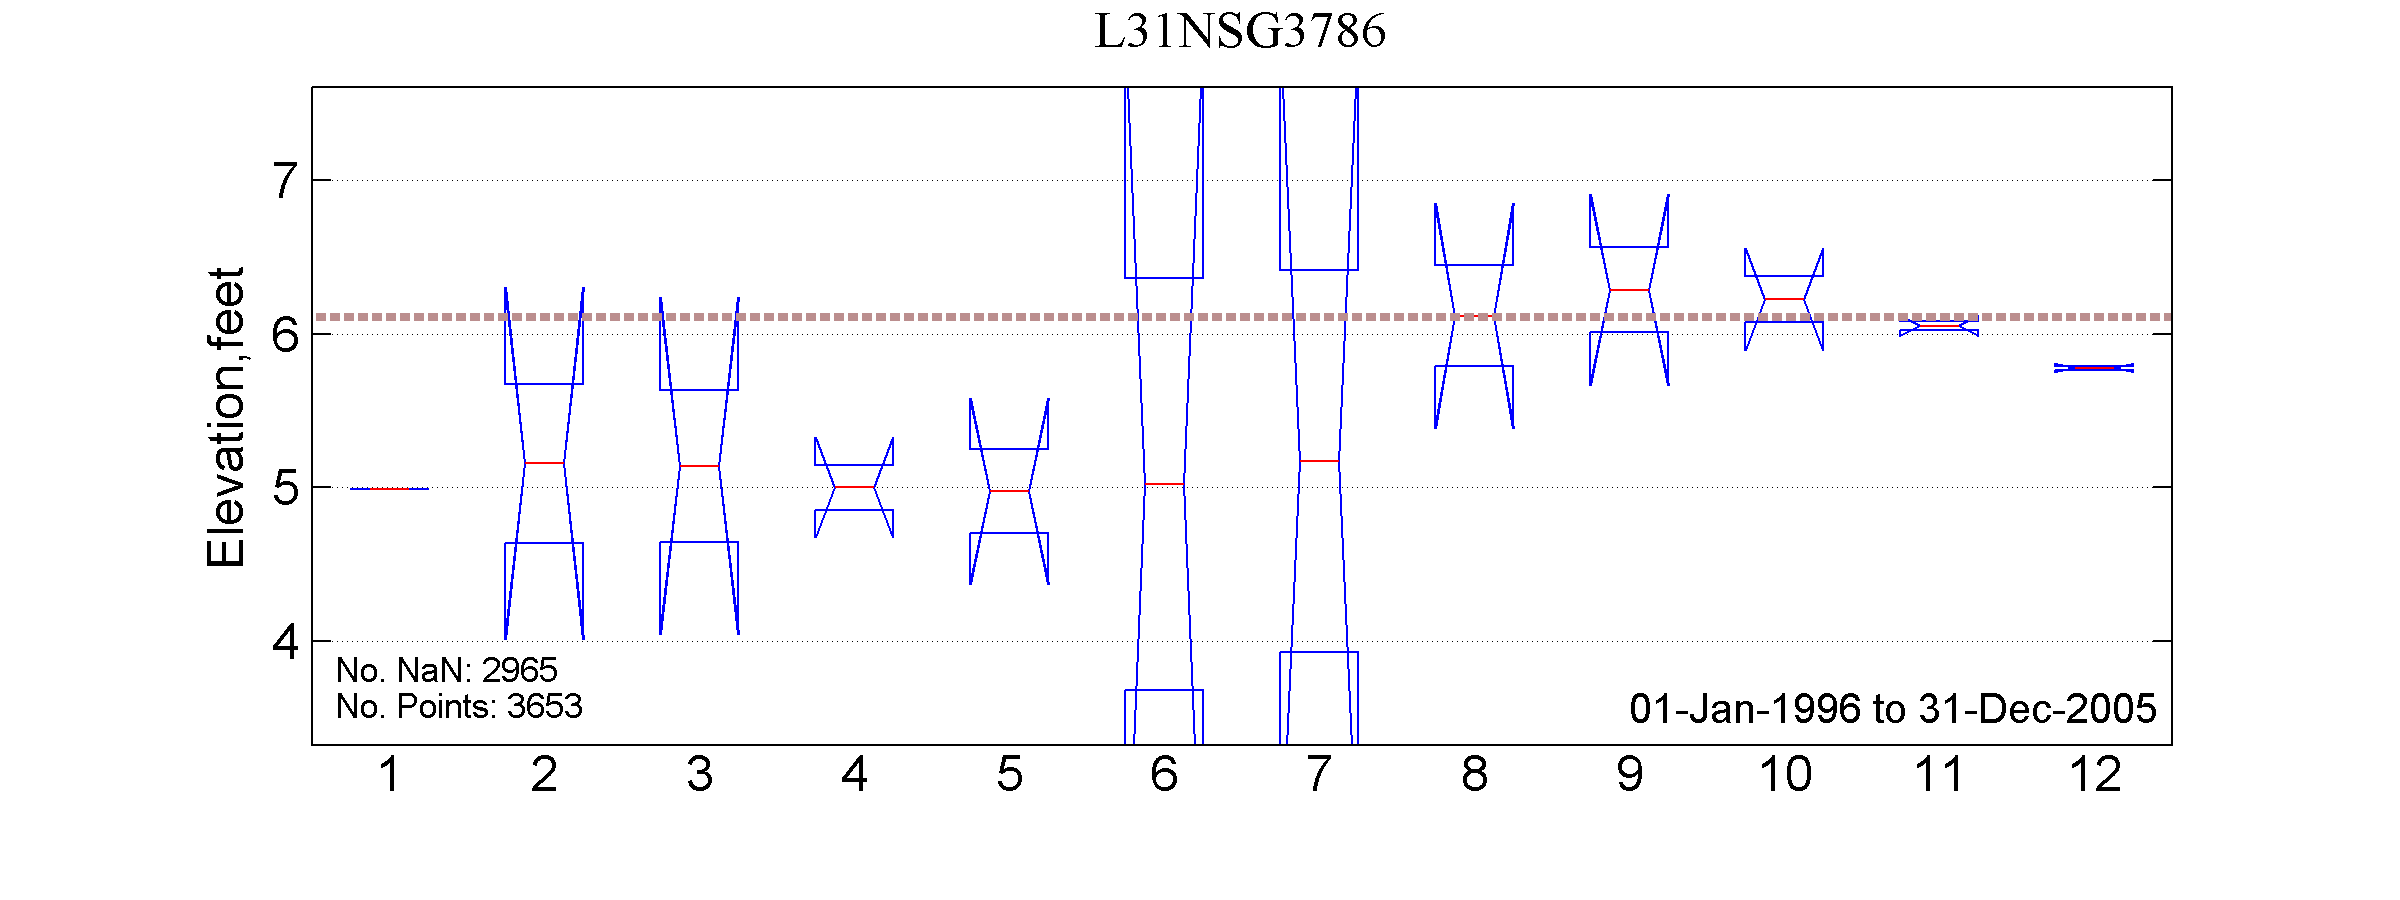 L31NSG3786
7
6
5
4
Elevation,feet
No. NaN: 2965
No. Points: 3653
01-Jan-1996 to 31-Dec-2005
1 2 3 4 5 6 7 8 9 10 11 12